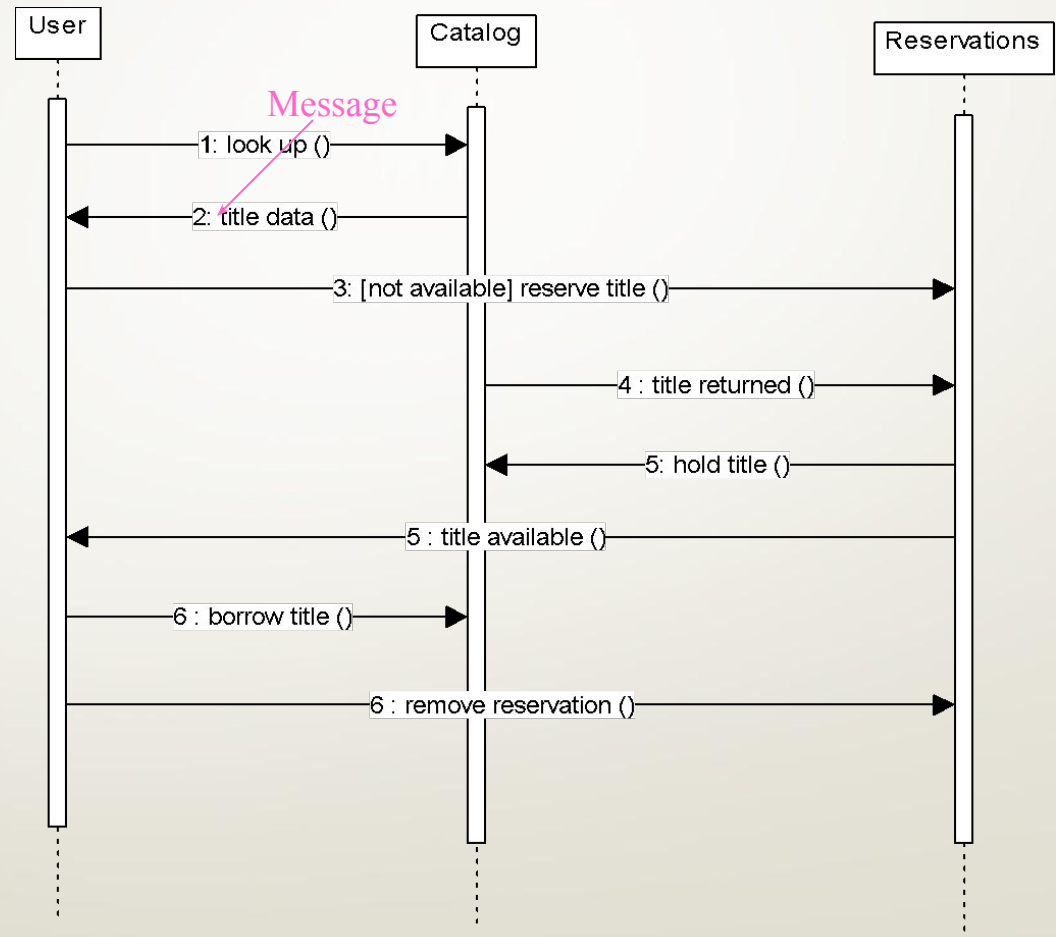 User
Catalog
Reservations
Message
1: look up ()
2: title data ()
3: [not available] reserve title ()
4 : title returned ()
5: hold title ()
5 : title available ()
6 : borrow title ()
6 : remove reservation ()